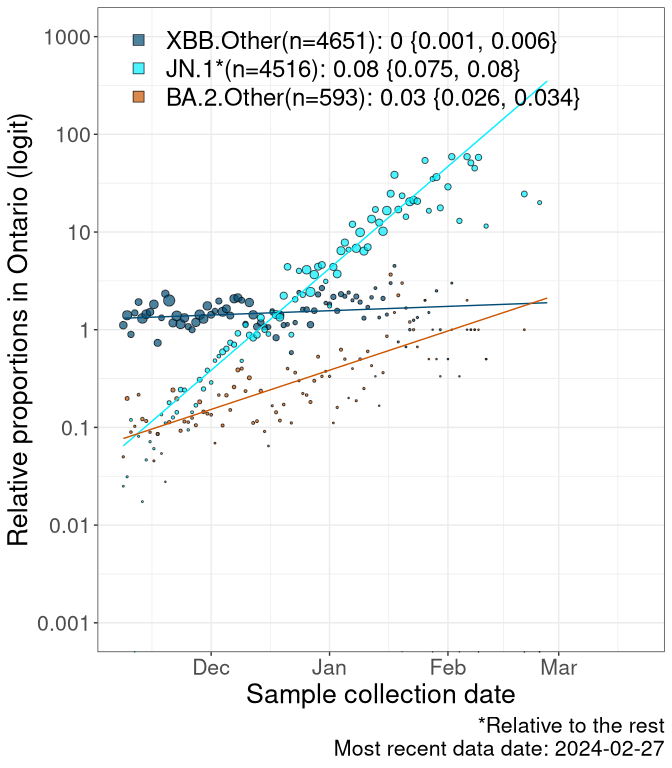 XBB.Other(n=4651): 0 {0.001, 0.006}
JN.1*(n=4516): 0.08 {0.075, 0.08}
BA.2.Other(n=593): 0.03 {0.026, 0.034}
Relative proportions in Ontario (logit)
1000
100
10
1
0.1
0.01
0.001
Dec Jan Feb Mar
Sample collection date
*Relative to the rest
Most recent data date: 2024-02-27